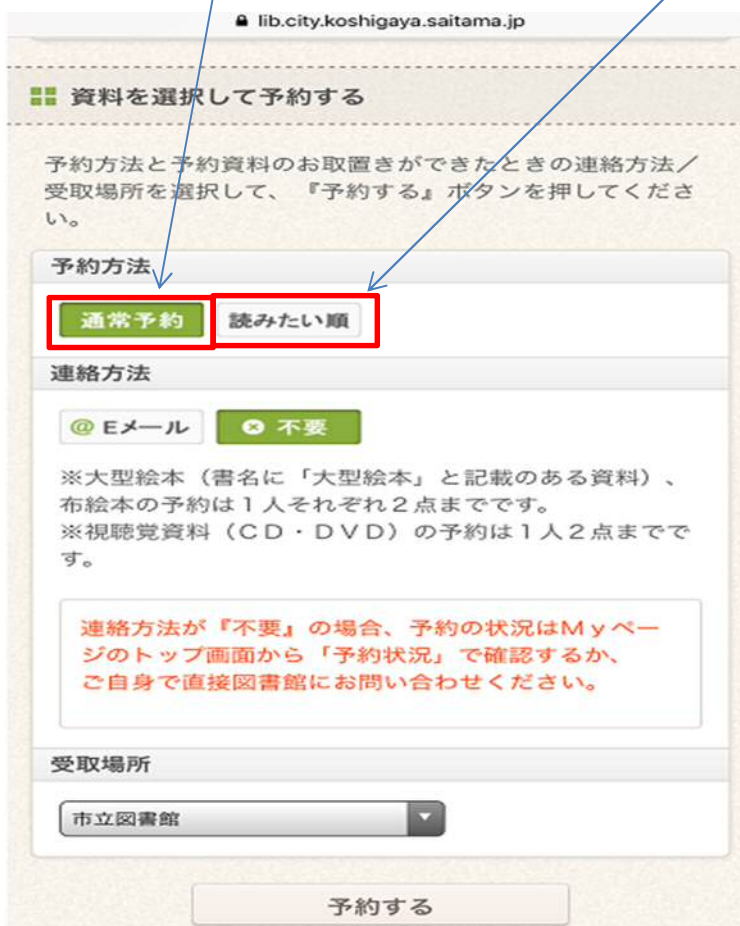 lib.city.koshigaya.saitama.jp
資料を選択して予約する
予約方法と予約資料のお取置きができたときの連絡方法／
受取場所を選択して、『予約する』ボタンを押してくださ
い。
予約方法
通常予約 読みたい順
連絡方法
@ Eメール 不要
※大型絵本（書名に「大型絵本」と記載のある資料）、
布絵本の予約は１人それぞれ２点までです。
※視聴覚資料（ＣＤ・ＤＶＤ）の予約は１人２点までで
す。
連絡方法が『不要』の場合、予約の状況はＭｙペー
ジのトップ画面から「予約状況」で確認するか、
ご自身で直接図書館にお問い合わせください。
受取場所
市立図書館
予約する